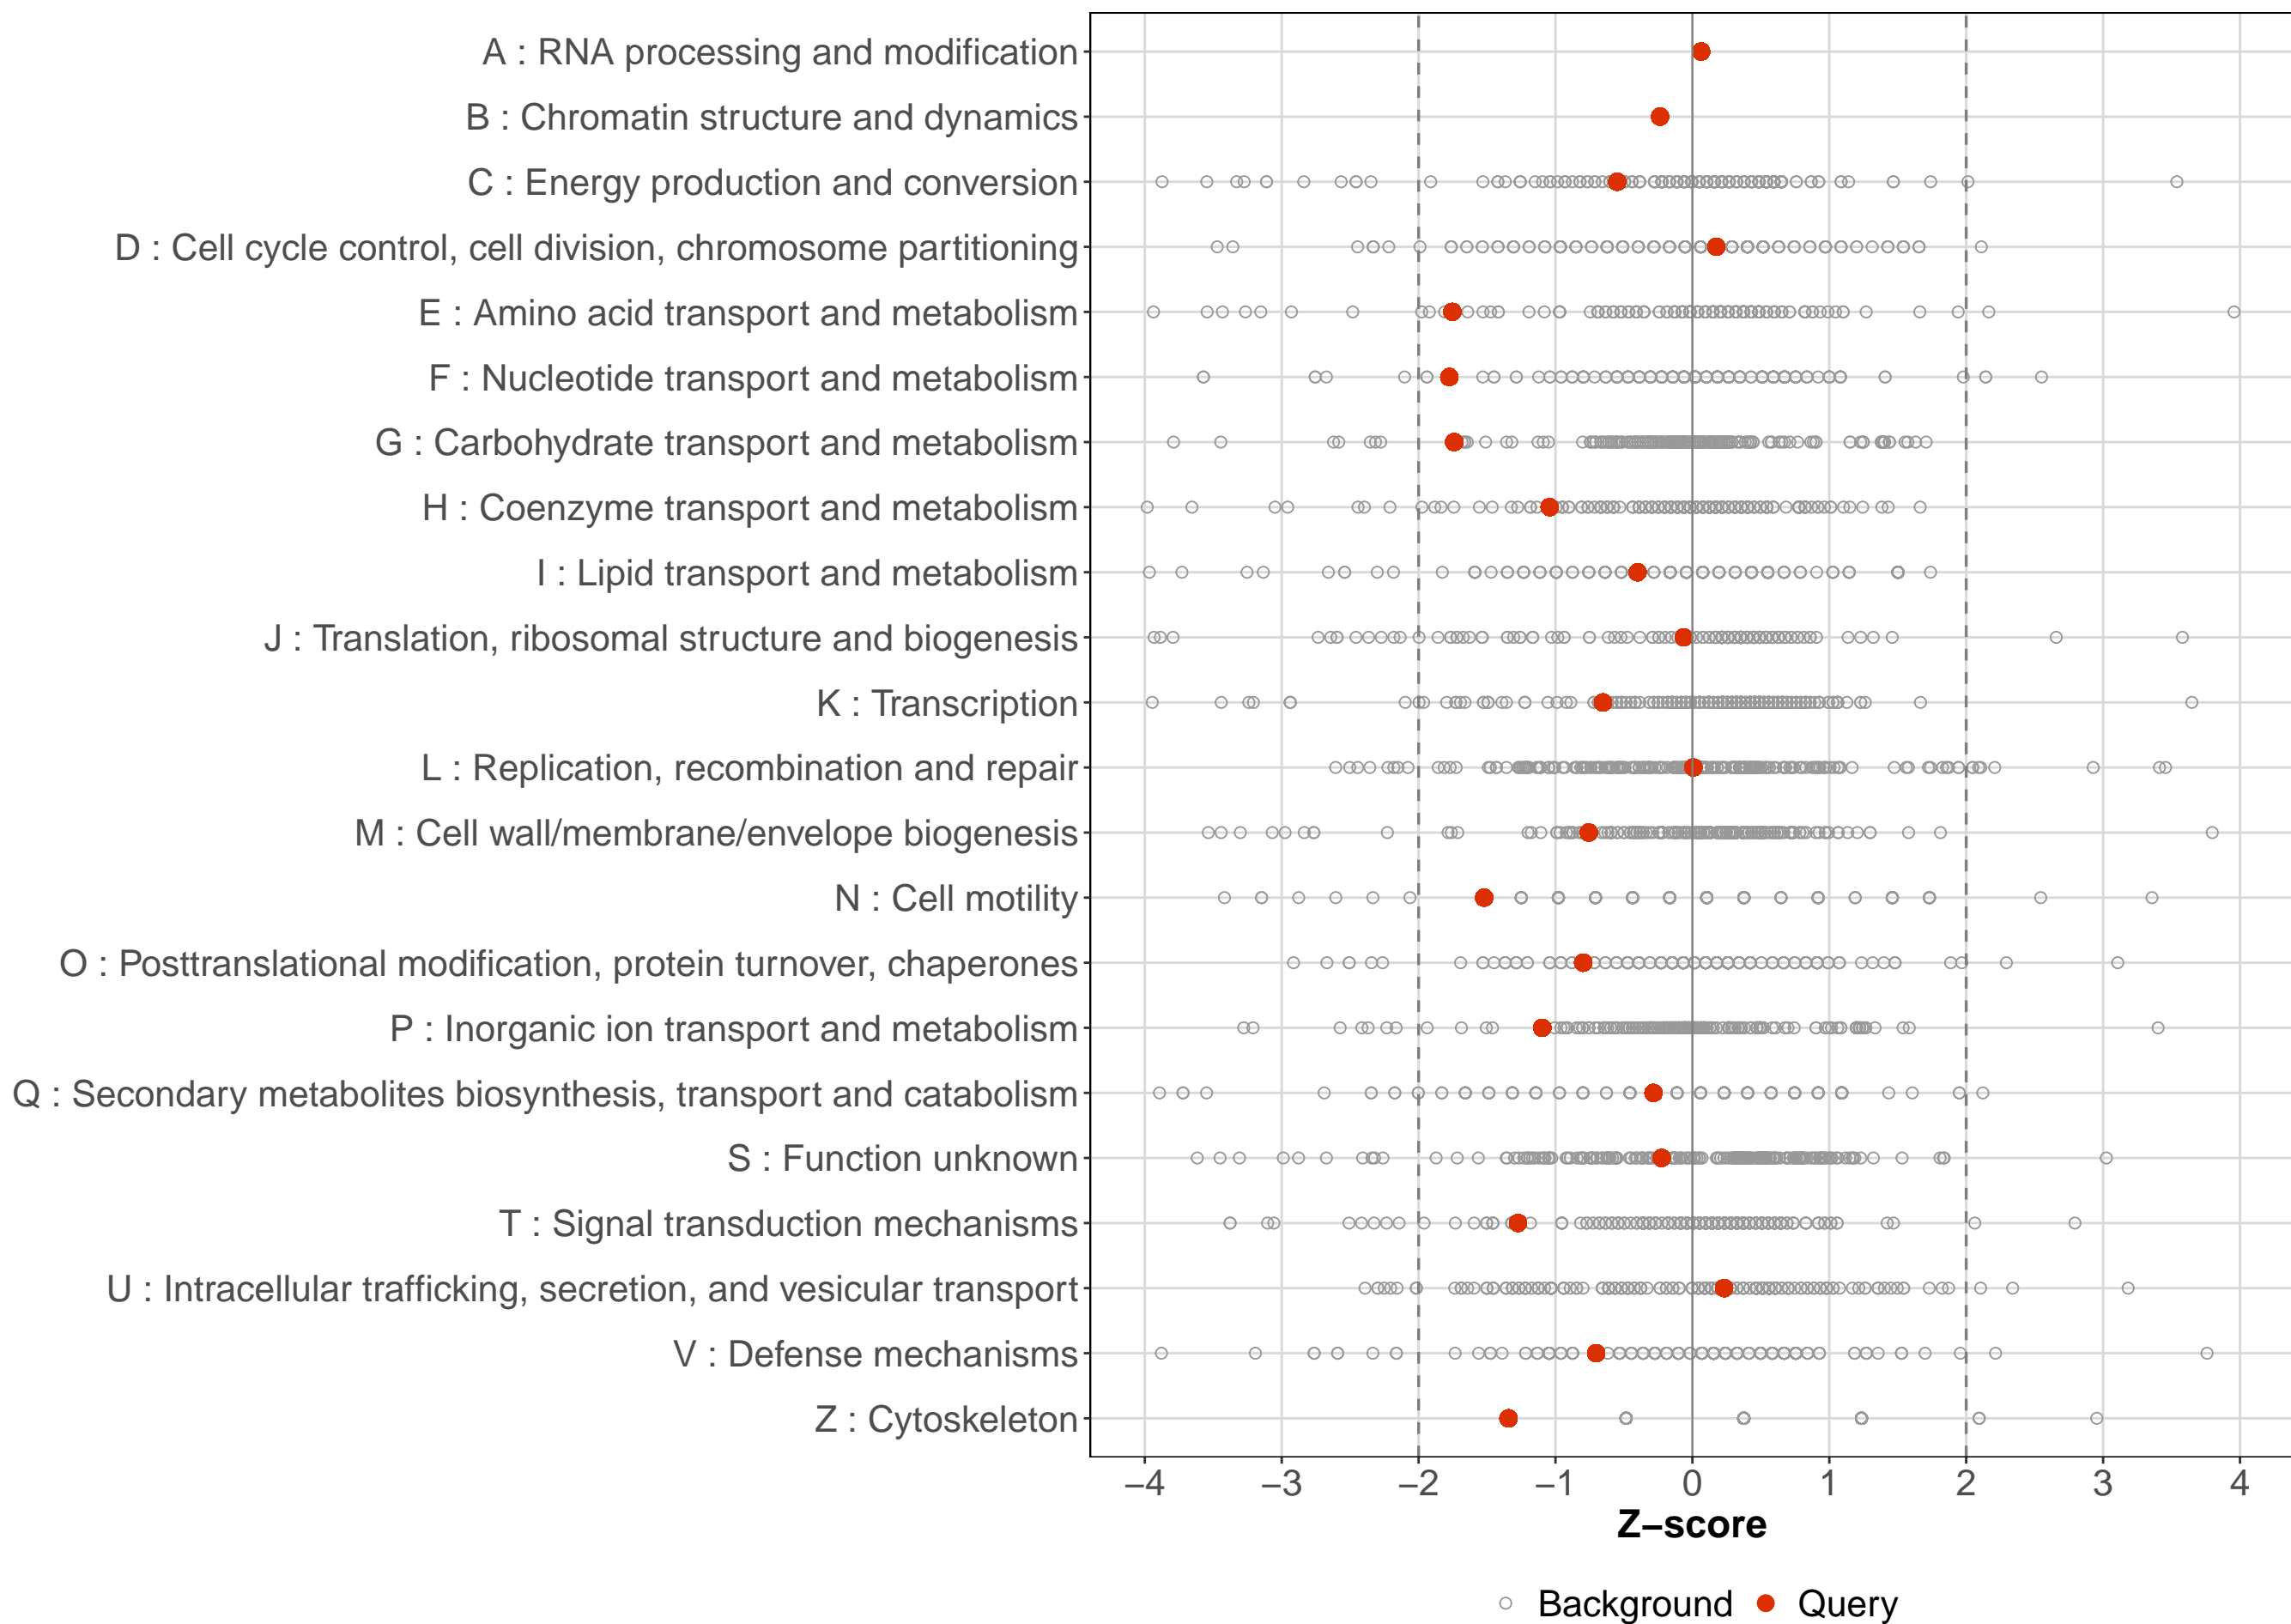 A : RNA processing and modification
B : Chromatin structure and dynamics
C : Energy production and conversion
D : Cell cycle control, cell division, chromosome partitioning
E : Amino acid transport and metabolism
F : Nucleotide transport and metabolism
G : Carbohydrate transport and metabolism
H : Coenzyme transport and metabolism
I : Lipid transport and metabolism
J : Translation, ribosomal structure and biogenesis
K : Transcription
L : Replication, recombination and repair
M : Cell wall/membrane/envelope biogenesis
N : Cell motility
O : Posttranslational modification, protein turnover, chaperones
P : Inorganic ion transport and metabolism
Q : Secondary metabolites biosynthesis, transport and catabolism
S : Function unknown
T : Signal transduction mechanisms
U : Intracellular trafficking, secretion, and vesicular transport
V : Defense mechanisms
Z : Cytoskeleton
−4 −3 −2 −1 0 1 2 3 4
Z−score
Background Query